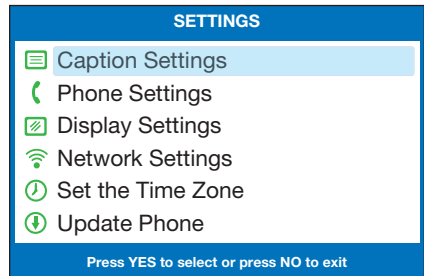 SETTINGS
Caption Settings
Phone Settings
Display Settings
Network Settings
Set the Time Zone
Update Phone
Press YES to select or press NO to exit